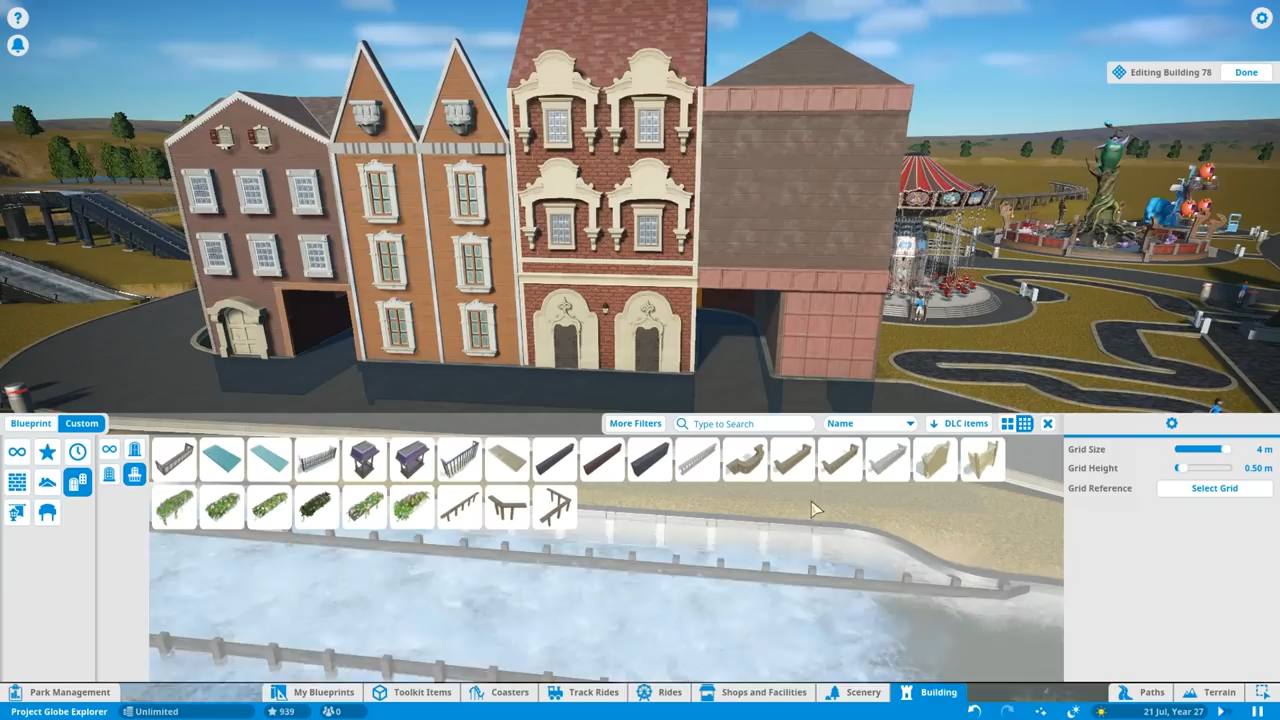 ?
Editing Building 78
Done
Blueprint
Custom
More Filters
Type to Search
Name
DLC items
Grid Size
4 m
Grid Height
0.50 m
Grid Reference
Select Grid
Park Management
My Blueprints
Toolkit Items
Coasters
Track Rides
Rides
Shops and Facilities
Scenery
Building
Paths
Terrain
Project Globe Explorer
Unlimited
939
0
21 Jul, Year 27